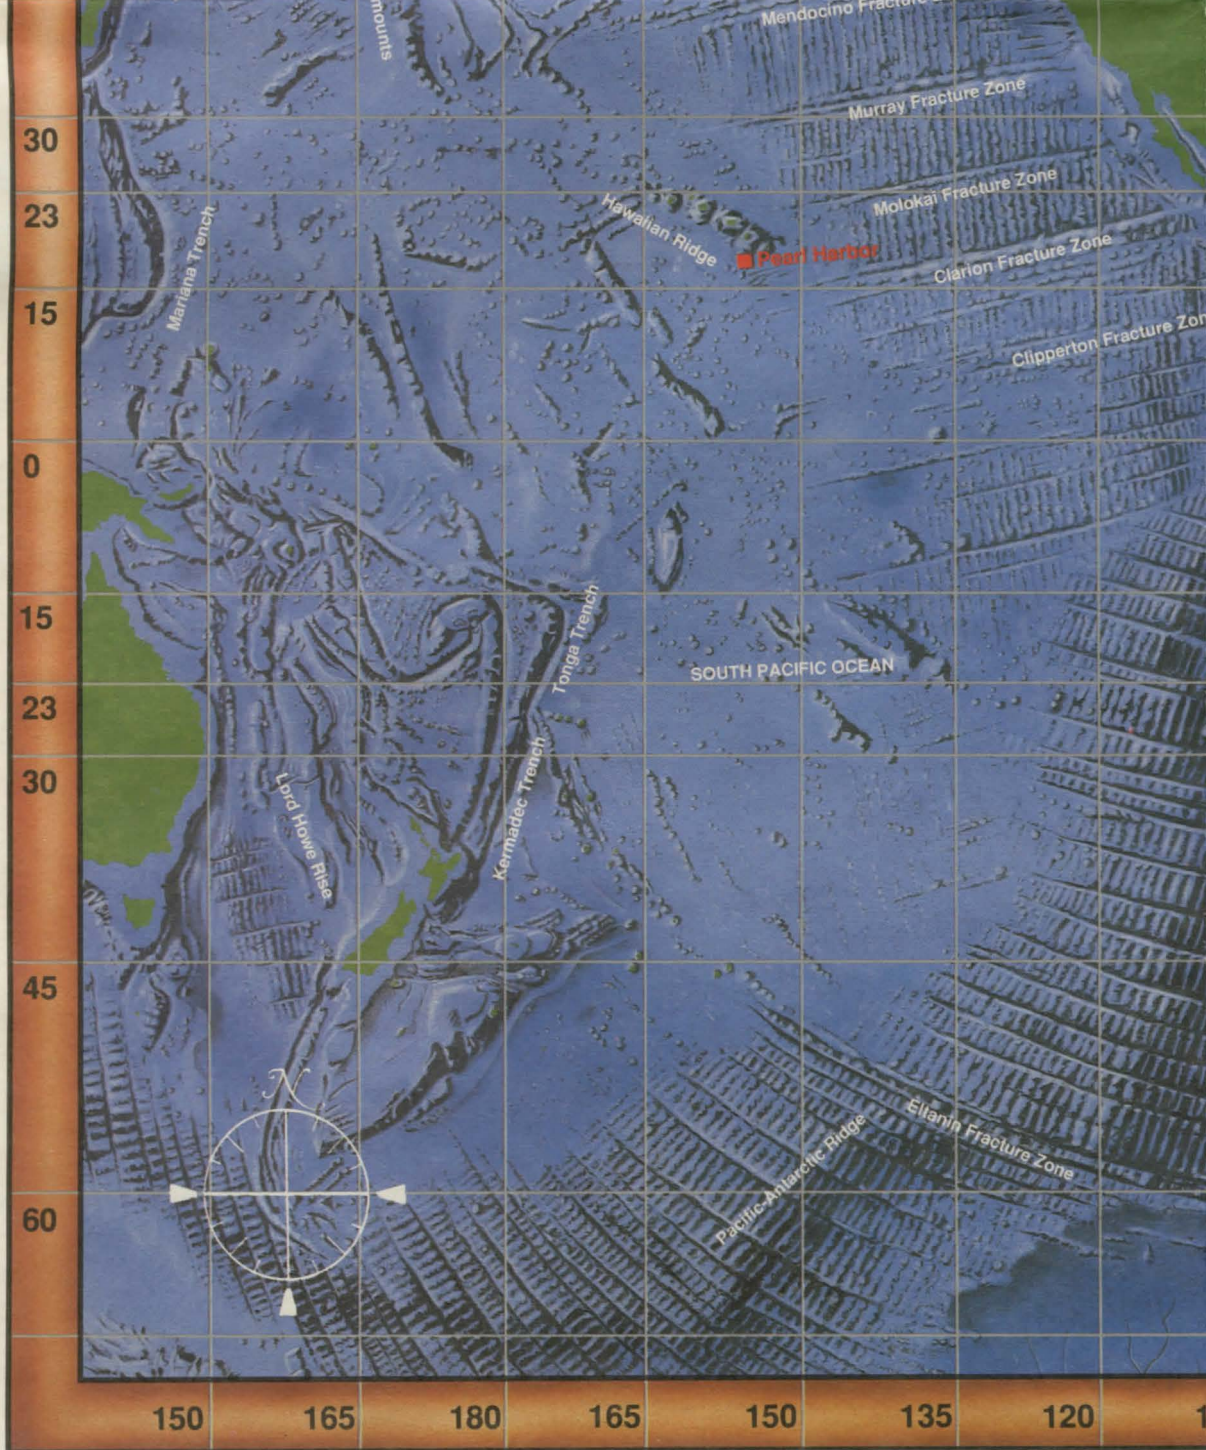 mounts
Mendocino Fracture
Murray Fracture Zone
30
Molokai Fracture Zone
23
Mariana Trench
Hawaiian Ridge
Pearl Harbor
Clarion Fracture Zone
15
Clipperton Fracture Zon
0
15
Tonga Trench
SOUTH PACIFIC OCEAN
23
30
Lord Howe Rise
Kermadec Trench
45
N
Eltanin Fracture Zone
Pacific-Antarctic Ridge
60
150 165 180 165 150 135 120 1